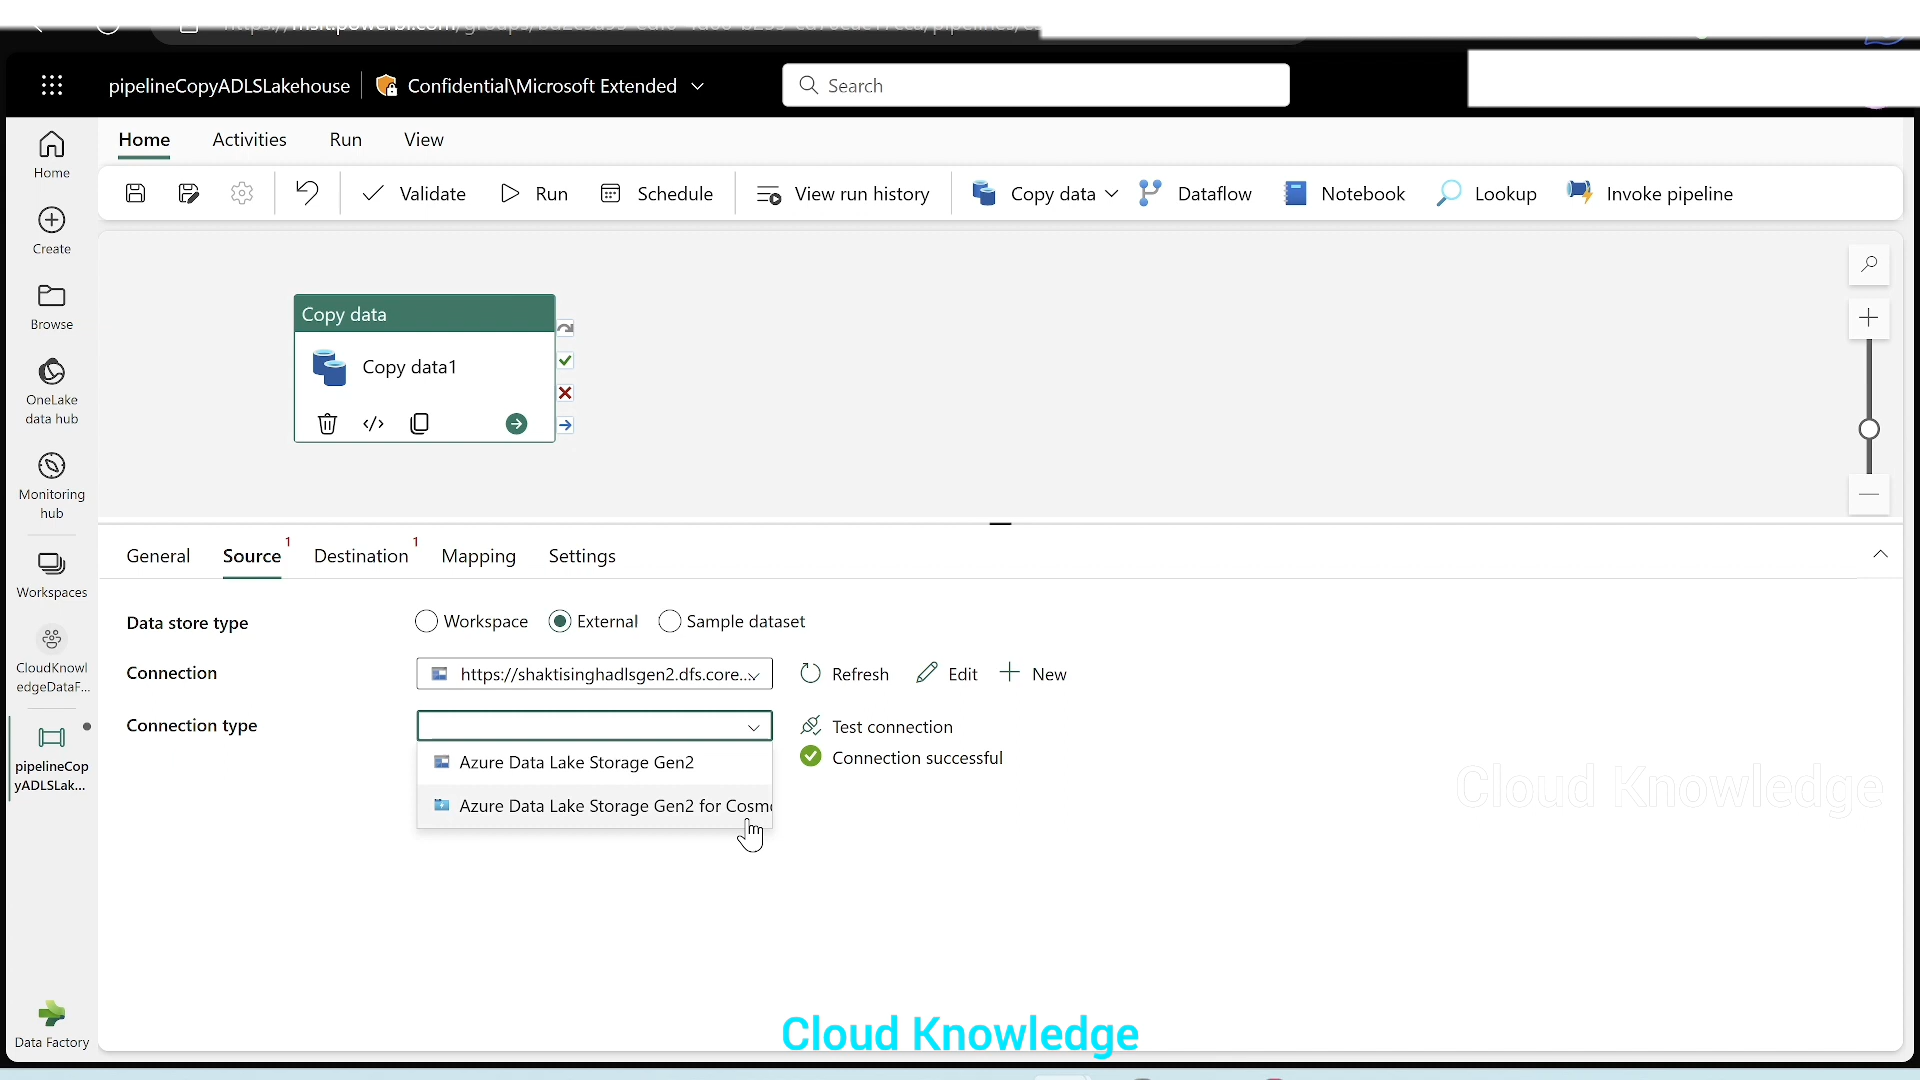 pipelineCopyADLSLakehouse
Confidential\Microsoft Extended
Search
Home
Activities
Run
View
Validate
Run
Schedule
View run history
Copy data
Dataflow
Notebook
Lookup
Invoke pipeline
Home
Create
Browse
OneLake
data hub
Monitoring
hub
Workspaces
CloudKnowl
edgeDataF...
pipelineCop
yADLSLak...
Data Factory
Copy data
Copy data1
General
Source 1
Destination 1
Mapping
Settings
Data store type
Workspace
External
Sample dataset
Connection
https://shaktisinghadlsgen2.dfs.core...
Refresh
Edit
New
Connection type
Test connection
Azure Data Lake Storage Gen2
Connection successful
Azure Data Lake Storage Gen2 for Cosm
Cloud Knowledge
Cloud Knowledge